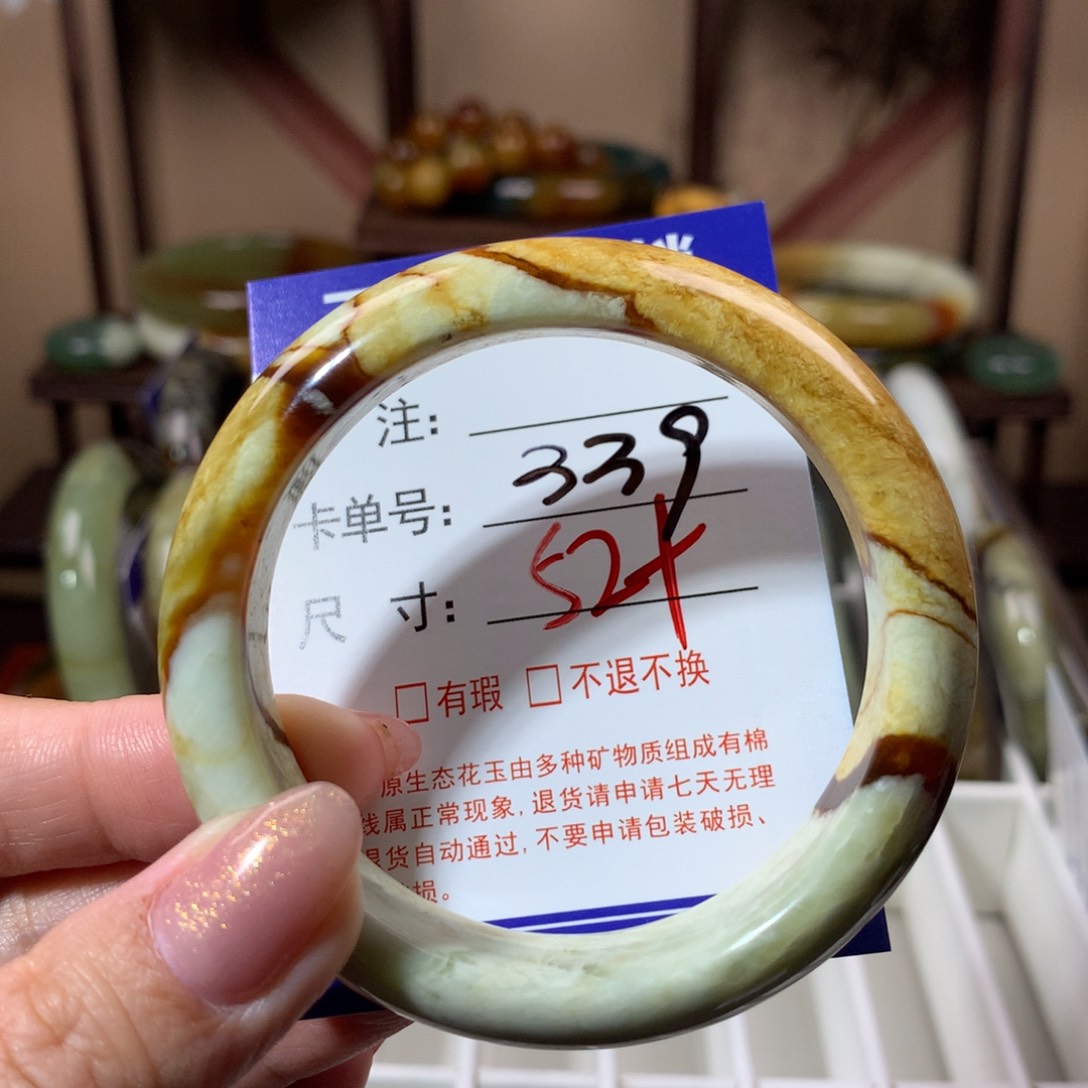 注:
卡单号: 339
尺 寸: 52+
□有瑕 □不退不换
原生态花玉由多种矿物质组成有棉
线属正常现象,退货请申请七天无理
退货自动通过,不要申请包装破损、
损。